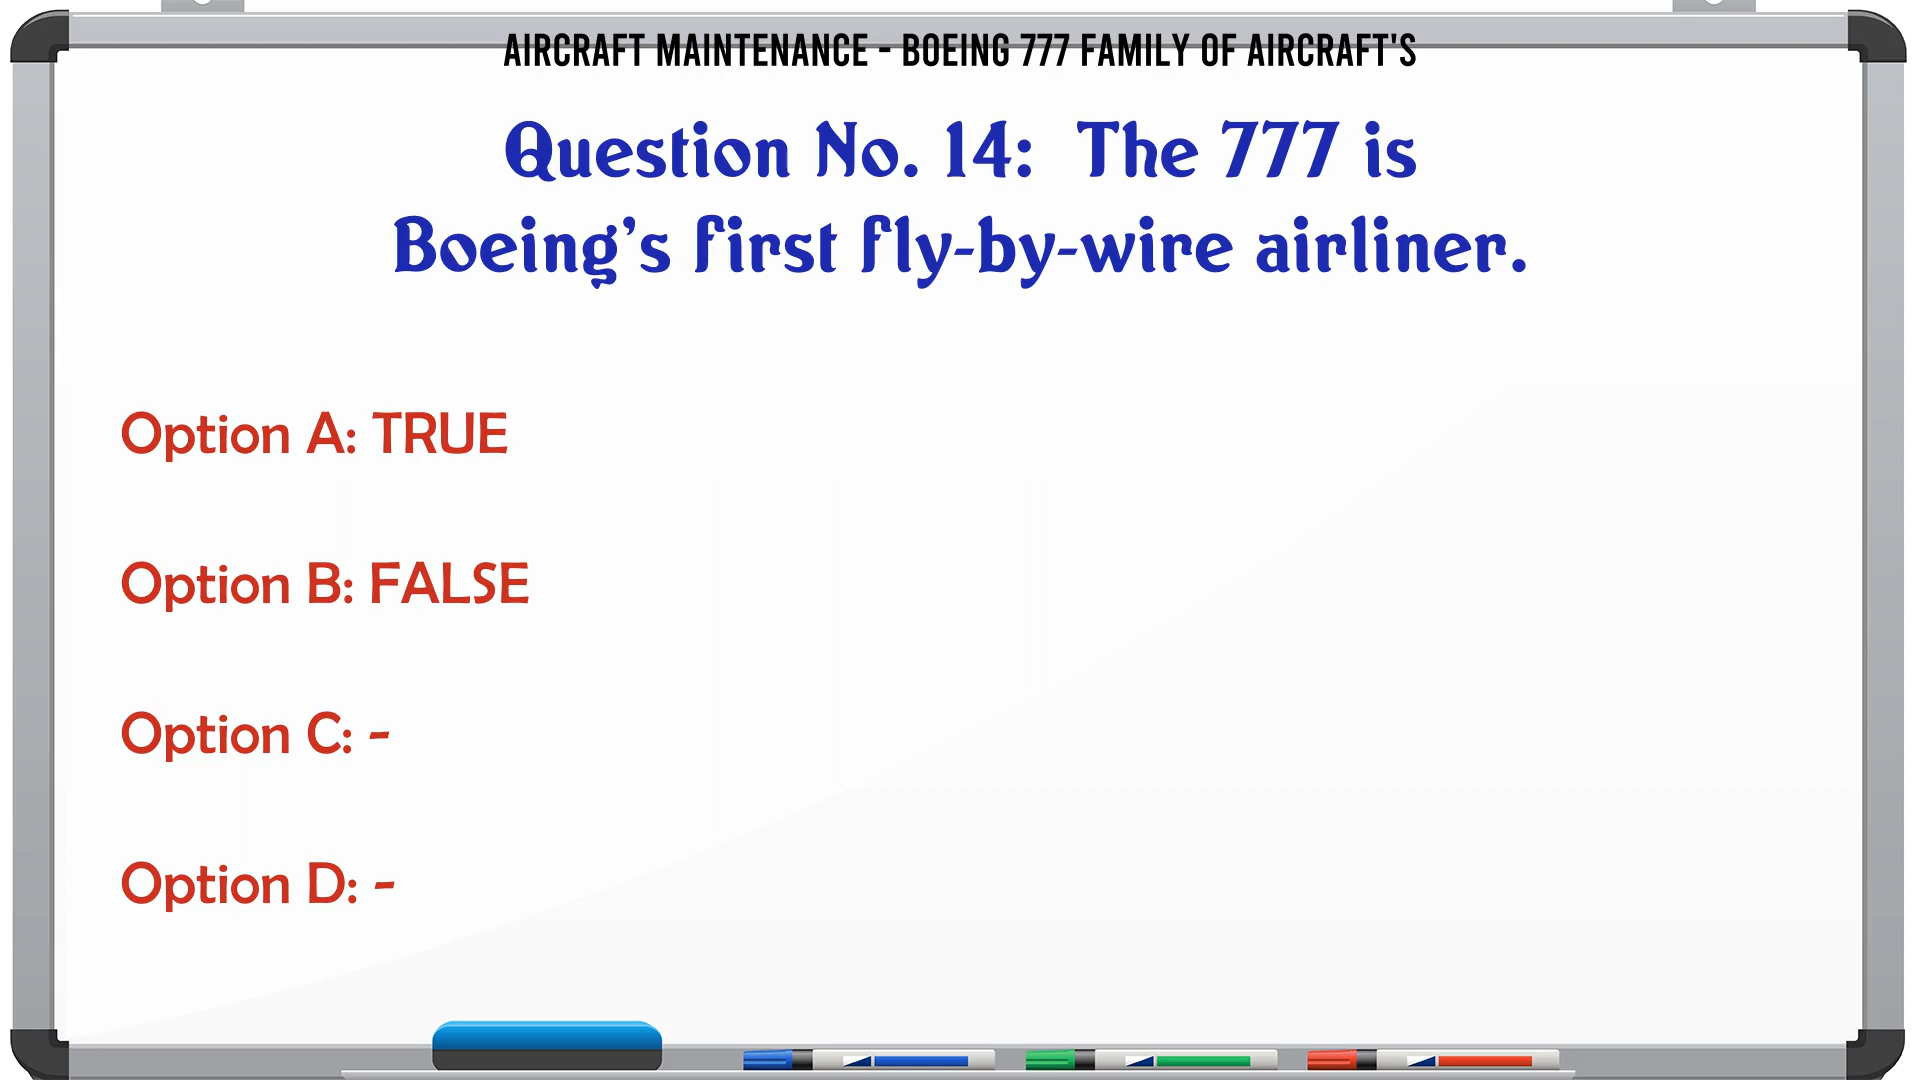 AIRCRAFT MAINTENANCE - BOEING 777 FAMILY OF AIRCRAFT'S
Question No. 14: The 777 is
Boeing’s first fly-by-wire airliner.
Option A: TRUE
Option B: FALSE
Option C: -
Option D: -